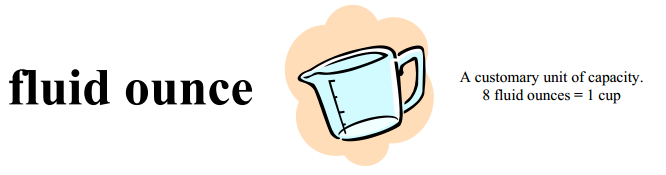 fluid ounce
A customary unit of capacity.
8 fluid ounces = 1 cup